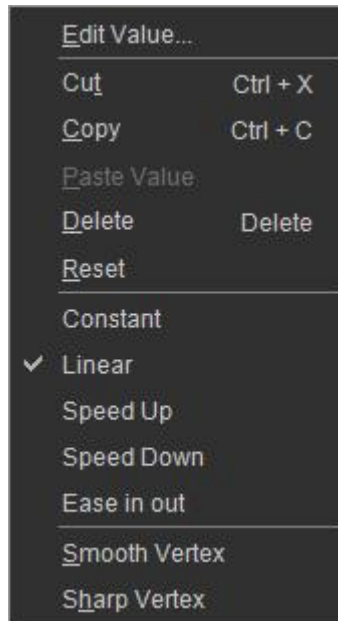 Edit Value...
Cut Ctrl + X
Copy Ctrl + C
Paste Value
Delete Delete
Reset
Constant
Linear
Speed Up
Speed Down
Ease in out
Smooth Vertex
Sharp Vertex